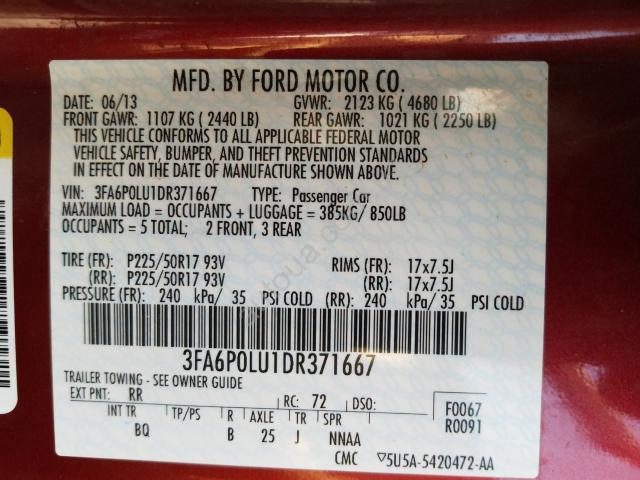 MFD. BY FORD MOTOR CO.
DATE: 06/13 GVWR: 2123 KG ( 4680 LB)
FRONT GAWR: 1107 KG ( 2440 LB) REAR GAWR: 1021 KG ( 2250 LB)
THIS VEHICLE CONFORMS TO ALL APPLICABLE FEDERAL MOTOR
VEHICLE SAFETY, BUMPER, AND THEFT PREVENTION STANDARDS
IN EFFECT ON THE DATE OF MANUFACTURE SHOWN ABOVE.
VIN: 3FA6P0LU1DR371667 TYPE: Passenger Car
MAXIMUM LOAD = OCCUPANTS + LUGGAGE = 385KG/ 850LB
OCCUPANTS = 5 TOTAL; 2 FRONT, 3 REAR
TIRE (FR): P225/50R17 93V RIMS (FR): 17x7.5J
(RR): P225/50R17 93V (RR): 17x7.5J
PRESSURE (FR): 240 kPa/ 35 PSI COLD (RR): 240 kPa/ 35 PSI COLD
3FA6P0LU1DR371667
TRAILER TOWING - SEE OWNER GUIDE
EXT PNT: RR RC: 72 DSO: F0067
INT TR TP/PS R AXLE TR SPR R0091
BQ B 25 J NNAA
CMC ▽5U5A-5420472-AA
autoua.com